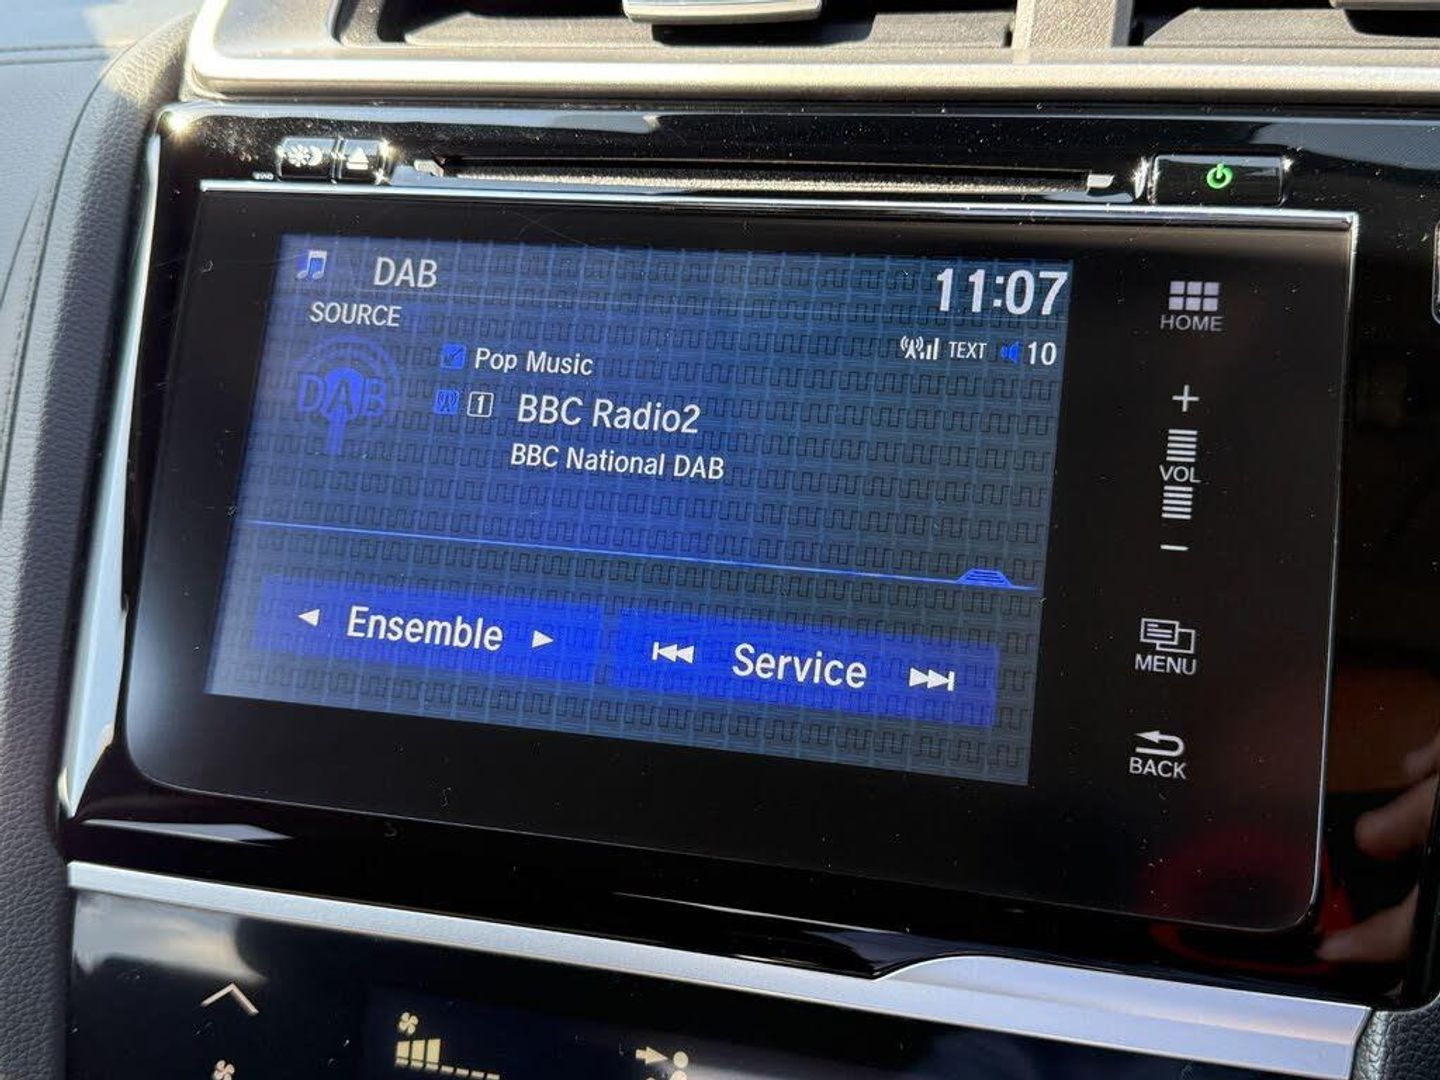 DAB
11:07
SOURCE
TEXT 10
Pop Music
DAB
1 BBC Radio2
BBC National DAB
Ensemble
Service
HOME
+
VOL
−
MENU
BACK